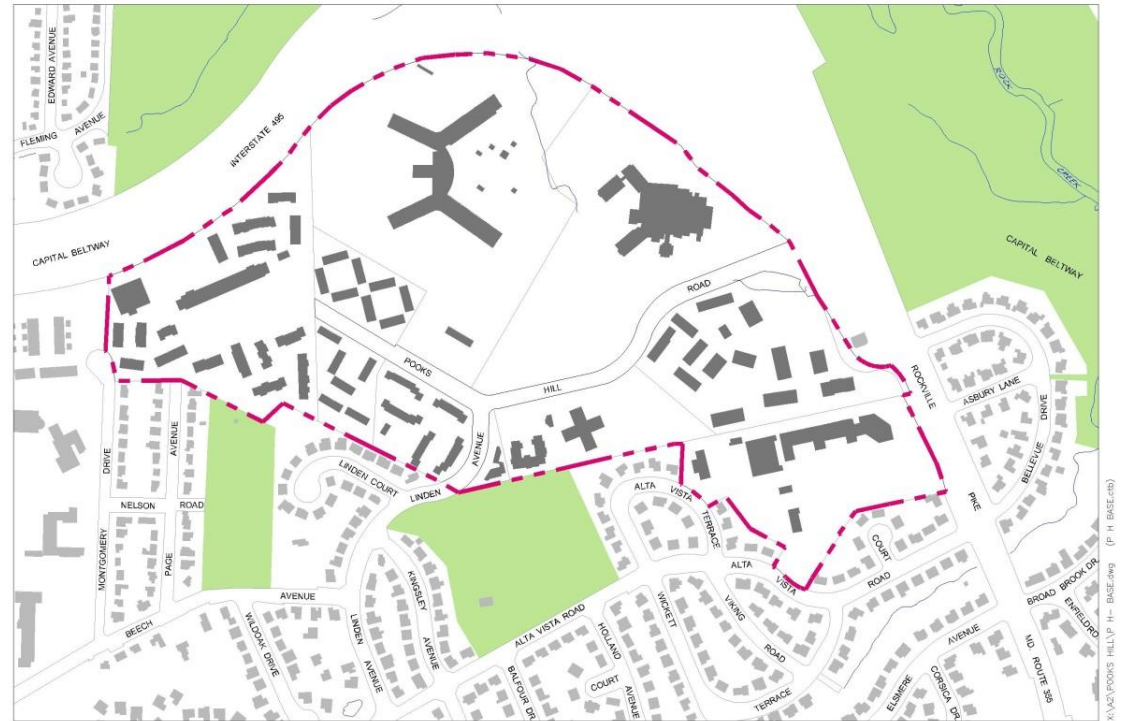 EDWARD AVENUE
FLEMING
AVENUE
INTERSTATE 495
CAPITAL BELTWAY
ROCK
CREEK
CAPITAL BELTWAY
ROAD
HILL
POOKS
AVENUE
LINDEN
LINDEN COURT
ROCKVILLE
PIKE
ASBURY LANE
BELLEVUE
DRIVE
MONTGOMERY
DRIVE
NELSON
ROAD
PAGE
AVENUE
BEECH
AVENUE
WILDOAK DRIVE
LINDEN
AVENUE
KINGSLEY
AVENUE
ALTA VISTA ROAD
BALFOUR DR.
HOLLAND
AVENUE
COURT
WICKETT
ALTA
VISTA
TERRACE
ALTA
VISTA
ROAD
COURT
VIKING
ROAD
TERRACE
ELSMERE
AVENUE
CORSICA DR.
MD. ROUTE 355
BROAD BROOK DR.
ENFIELD RD.
X:\A2\POOKS HILL\P H- BASE.dwg (P H BASE.ctb)